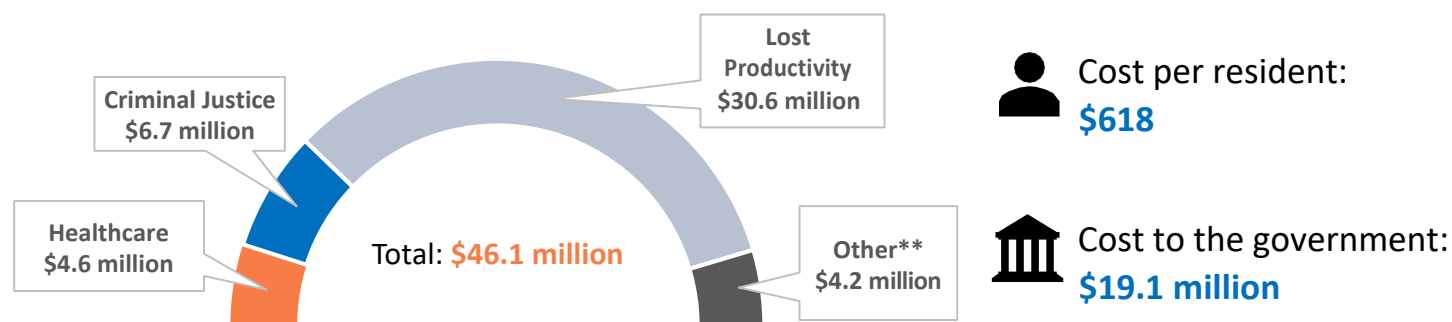 Lost
Productivity
$30.6 million
Criminal Justice
$6.7 million
Healthcare
$4.6 million
Total: $46.1 million
Other**
$4.2 million
Cost per resident:
$618
Cost to the government:
$19.1 million